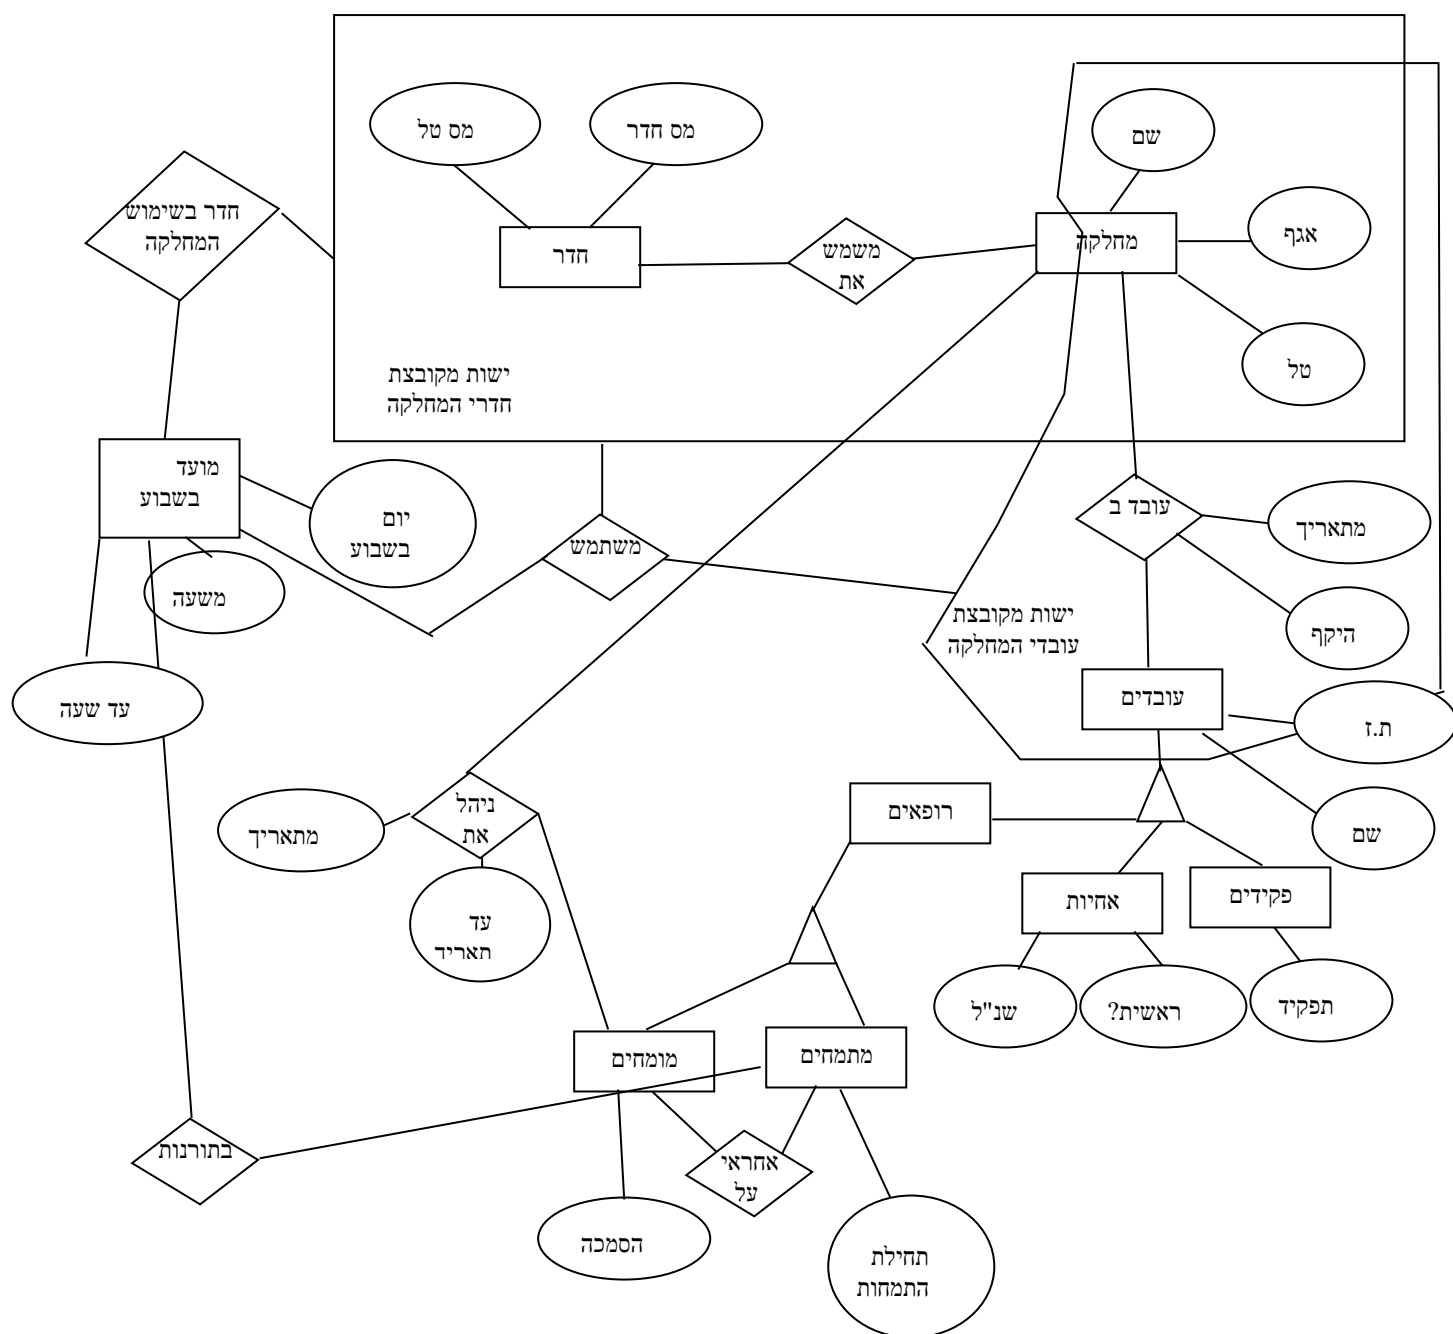 שם
מס חדר
מס טל
אגף
חדר בשימוש
המחלקה
מחלקה
משמש
את
חדר
טל
ישות מקובצת
חדרי המחלקה
מועד
בשבוע
עובד ב
מתאריך
יום
בשבוע
משתמש
משעה
ישות מקובצת
עובדי המחלקה
היקף
עובדים
עד שעה
ת.ז
ניהל
את
רופאים
מתאריך
שם
פקידים
אחיות
עד
תאריד
תפקיד
ראשית?
שנ"ל
מתמחים
מומחים
בתורנות
אחראי
על
הסמכה
תחילת
התמחות